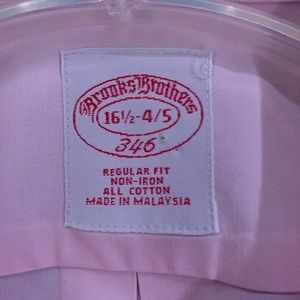 Brooks Brothers
16½-4/5
346
REGULAR FIT
NON-IRON
ALL COTTON
MADE IN MALAYSIA